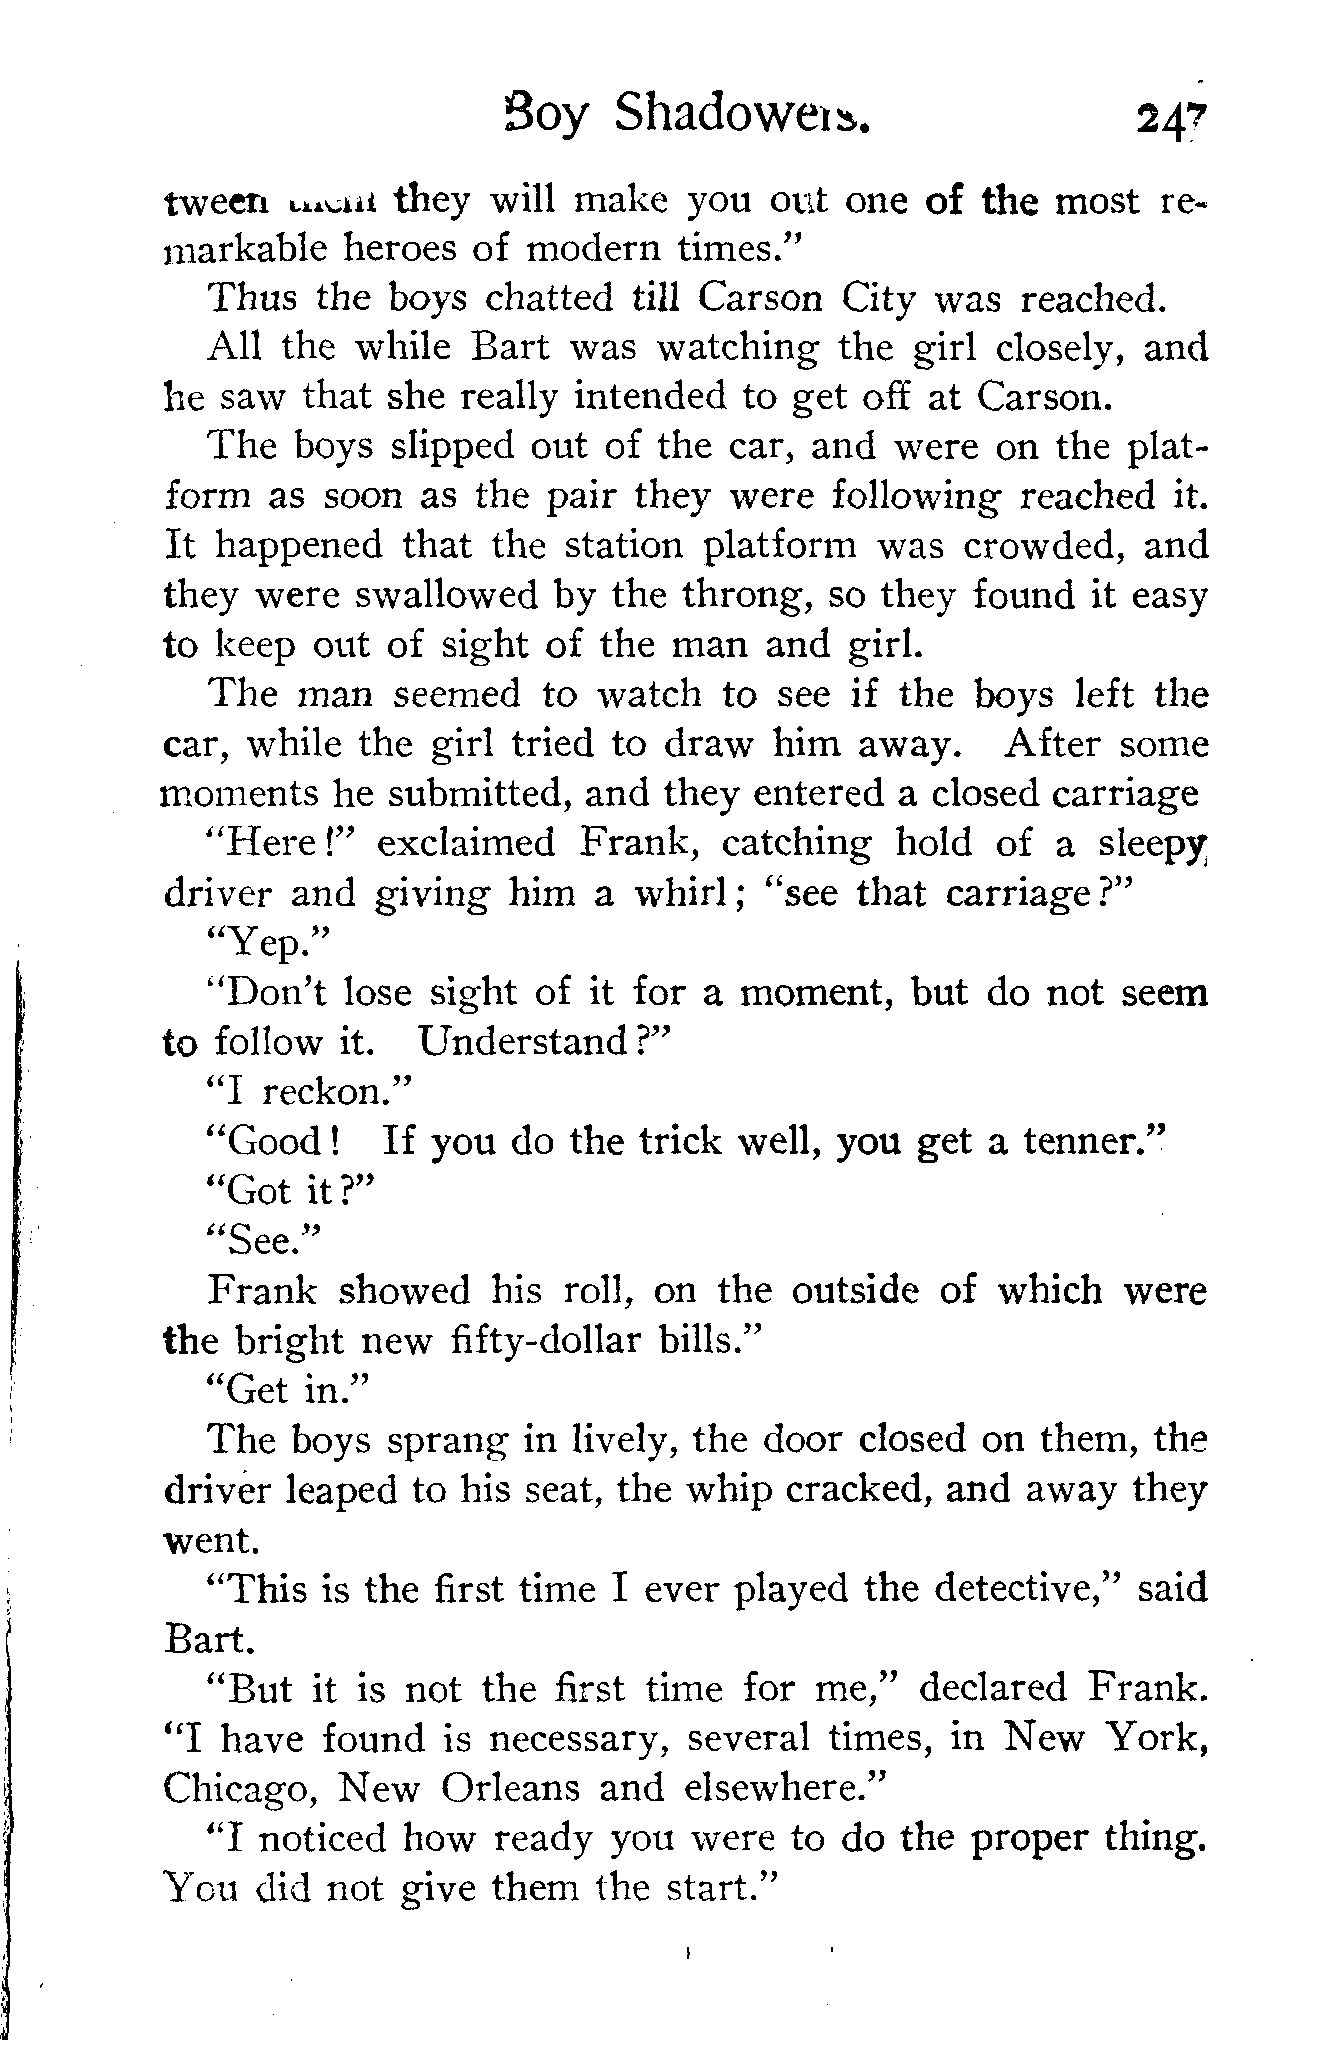 Boy Shadowers. 247
tween them they will make you out one of the most re-
markable heroes of modern times.”
Thus the boys chatted till Carson City was reached.
All the while Bart was watching the girl closely, and
he saw that she really intended to get off at Carson.
The boys slipped out of the car, and were on the plat-
form as soon as the pair they were following reached it.
It happened that the station platform was crowded, and
they were swallowed by the throng, so they found it easy
to keep out of sight of the man and girl.
The man seemed to watch to see if the boys left the
car, while the girl tried to draw him away. After some
moments he submitted, and they entered a closed carriage
“Here!” exclaimed Frank, catching hold of a sleepy
driver and giving him a whirl; “see that carriage?”
“Yep.”
“Don't lose sight of it for a moment, but do not seem
to follow it. Understand?”
“I reckon.”
“Good! If you do the trick well, you get a tenner.”
“Got it?”
“See.”
Frank showed his roll, on the outside of which were
the bright new fifty-dollar bills.”
“Get in.”
The boys sprang in lively, the door closed on them, the
driver leaped to his seat, the whip cracked, and away they
went.
“This is the first time I ever played the detective,” said
Bart.
“But it is not the first time for me,” declared Frank.
“I have found is necessary, several times, in New York,
Chicago, New Orleans and elsewhere.”
“I noticed how ready you were to do the proper thing.
You did not give them the start.”